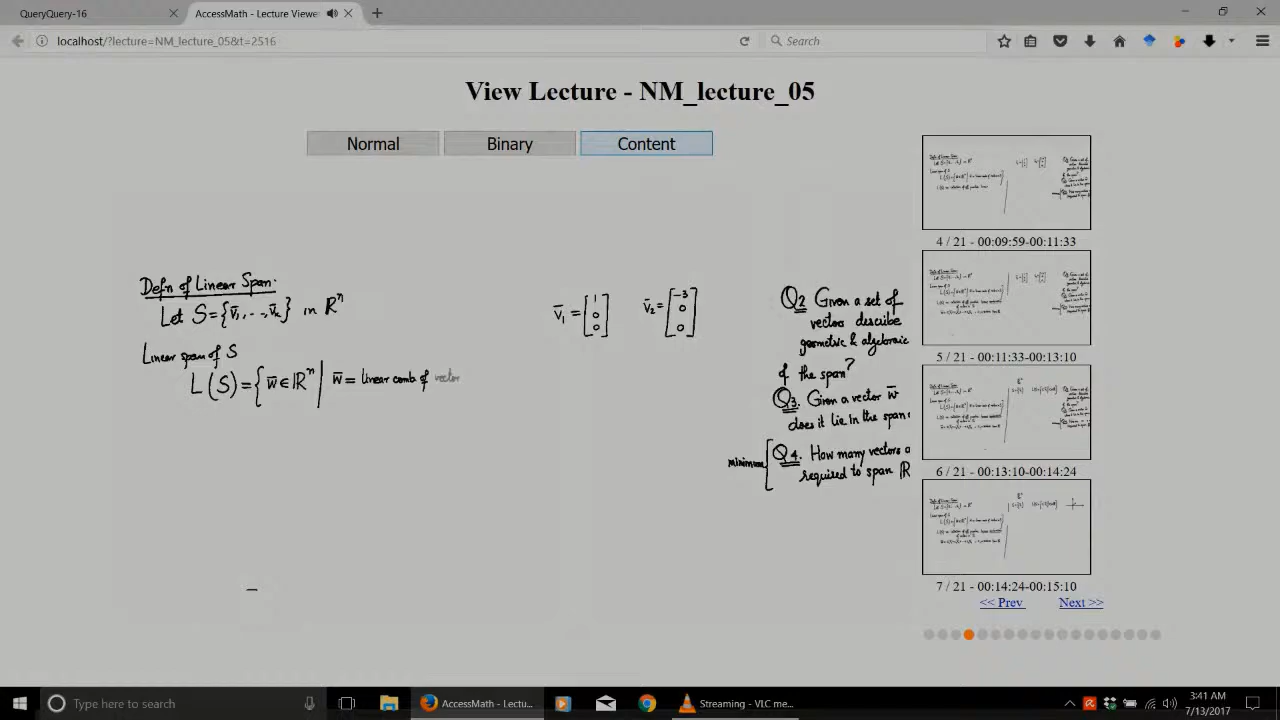 QueryQuery-16
AccessMath - Lecture Viewer
localhost/?lecture=NM_lecture_05&t=2516
Search
View Lecture - NM_lecture_05
Normal
Binary
Content
Defn of Linear Span:
Let S = {v̄₁, ··, v̄ₖ} in ℝⁿ
Linear span of S
L(S) = { w̄ ∈ ℝⁿ | w̄ = linear comb. of vector
v̄₁ = [1 0 0]
v̄₂ = [-3 0 0]
Q2 Given a set of
vectors describe
geometric & algebraic
of the span?
Q3. Given a vector w̄
does it lie in the span
minimum
Q4. How many vectors
required to span ℝ
4 / 21 - 00:09:59-00:11:33
5 / 21 - 00:11:33-00:13:10
6 / 21 - 00:13:10-00:14:24
7 / 21 - 00:14:24-00:15:10
<< Prev
Next >>
Type here to search
AccessMath - Lectu...
Streaming - VLC me...
3:41 AM
7/13/2017